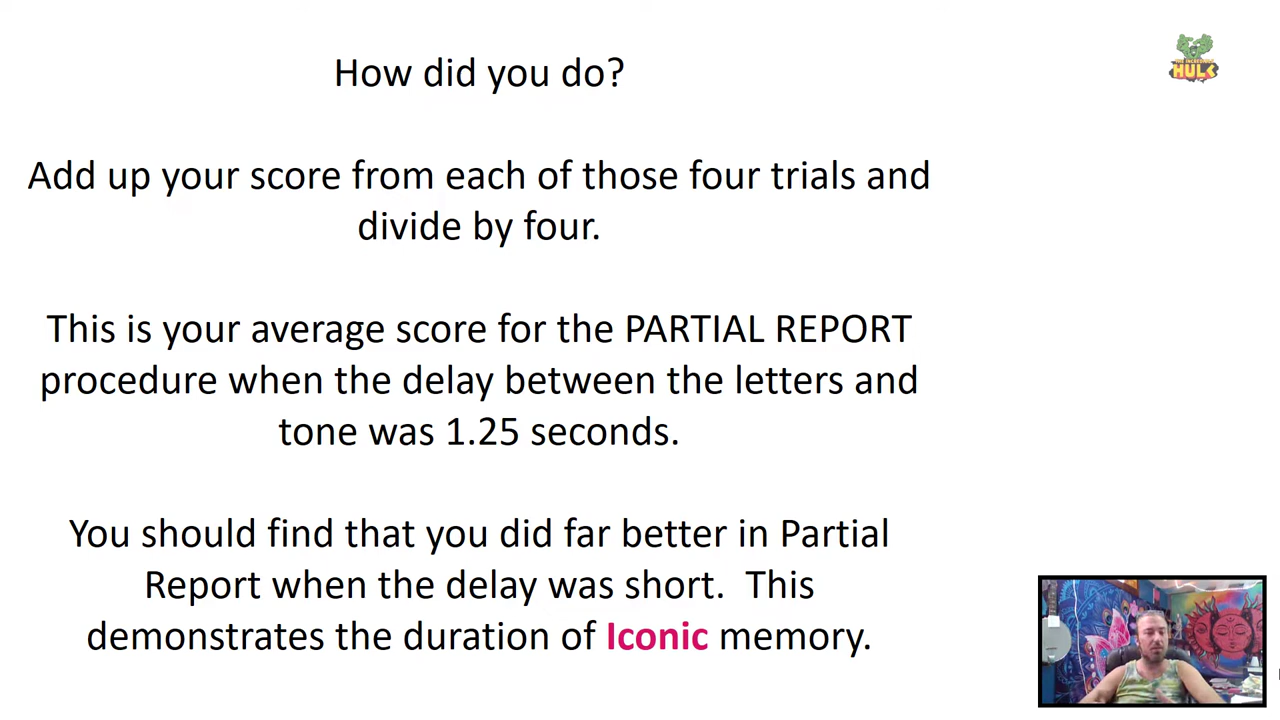 How did you do?
Add up your score from each of those four trials and
divide by four.
This is your average score for the PARTIAL REPORT
procedure when the delay between the letters and
tone was 1.25 seconds.
You should find that you did far better in Partial
Report when the delay was short.  This
demonstrates the duration of Iconic memory.
THE INCREDIBLE
HULK